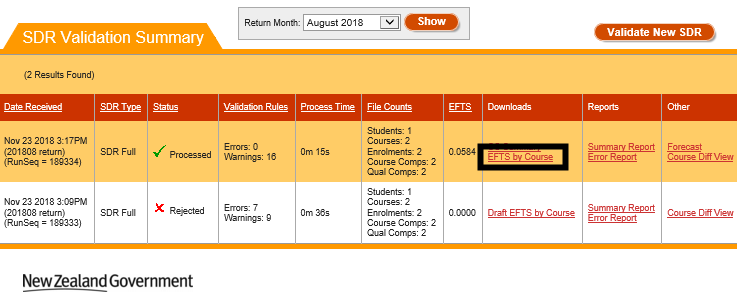 Return Month: August 2018 Show
SDR Validation Summary
Validate New SDR
(2 Results Found)
Date Received SDR Type Status Validation Rules Process Time File Counts EFTS Downloads Reports Other
Nov 23 2018 3:17PM
(201808 return)
(RunSeq = 189334)
SDR Full
Processed
Errors: 0
Warnings: 16
0m 15s
Students: 1
Courses: 2
Enrolments: 2
Course Comps: 2
Qual Comps: 2
0.0584
EFTS by Course
Summary Report
Error Report
Forecast
Course Diff View
Nov 23 2018 3:09PM
(201808 return)
(RunSeq = 189333)
SDR Full
Rejected
Errors: 7
Warnings: 9
0m 36s
Students: 1
Courses: 2
Enrolments: 2
Course Comps: 2
Qual Comps: 2
0.0000
Draft EFTS by Course
Summary Report
Error Report
Course Diff View
New Zealand Government